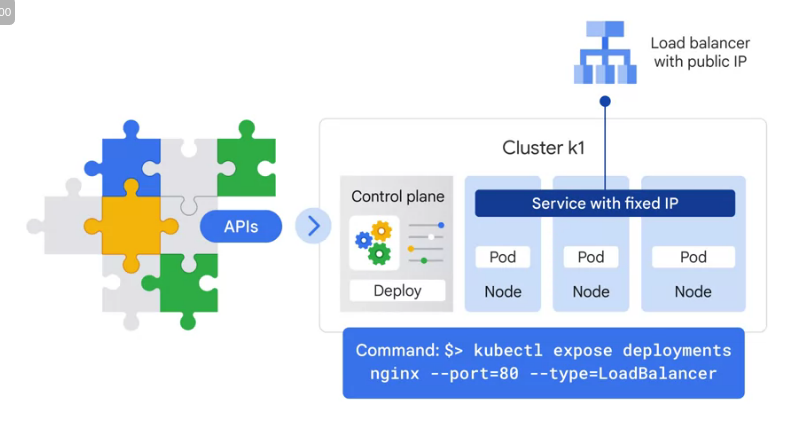 00
Load balancer
with public IP
Cluster k1
Control plane
Service with fixed IP
APIs
Pod
Pod
Pod
Deploy
Node
Node
Node
Command: $> kubectl expose deployments
nginx --port=80 --type=LoadBalancer